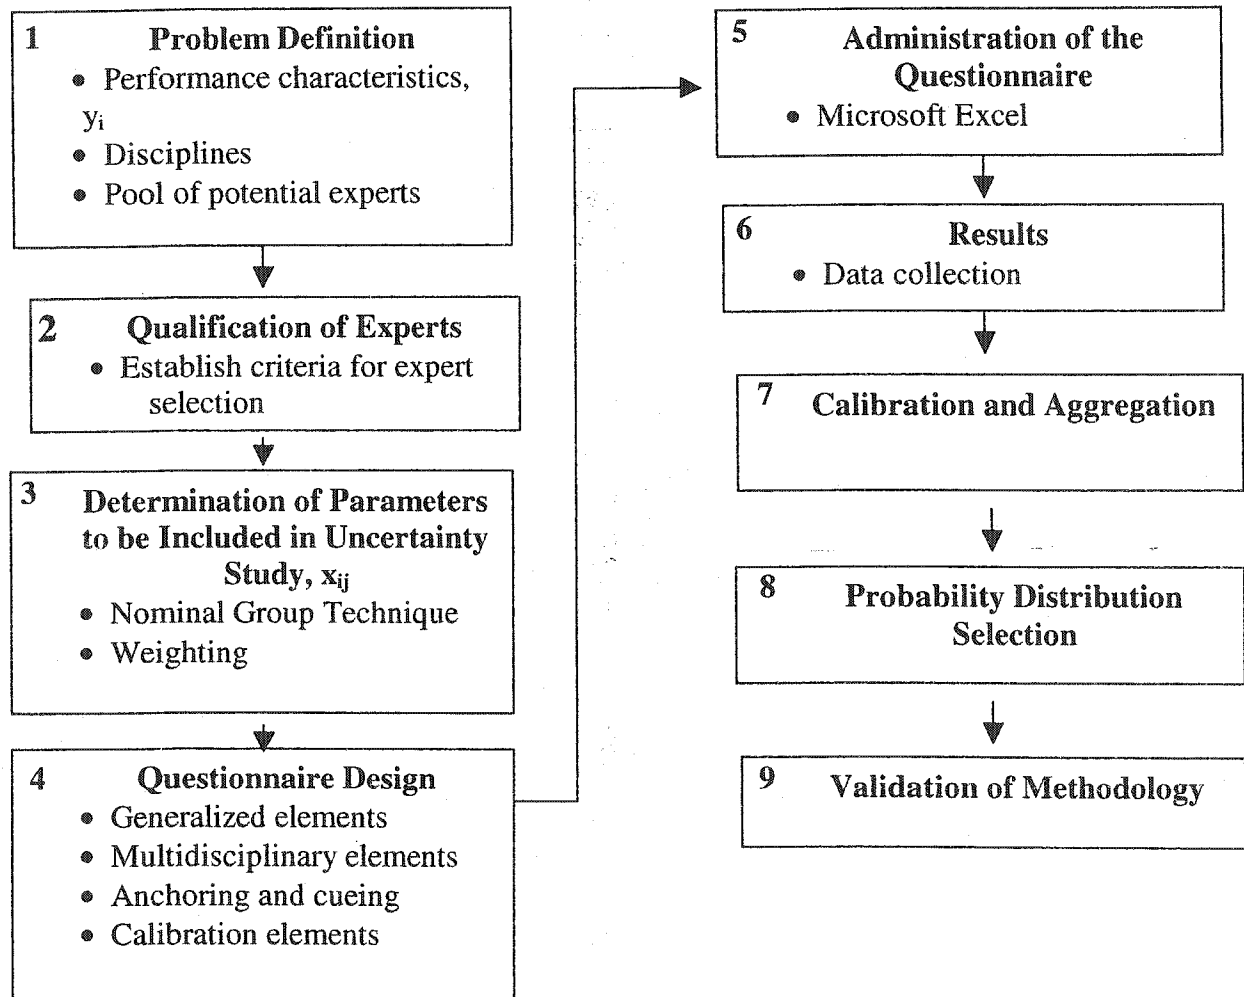 1 Problem Definition
• Performance characteristics,
yᵢ
• Disciplines
• Pool of potential experts
2 Qualification of Experts
• Establish criteria for expert
selection
3 Determination of Parameters
to be Included in Uncertainty
Study, xᵢⱼ
• Nominal Group Technique
• Weighting
4 Questionnaire Design
• Generalized elements
• Multidisciplinary elements
• Anchoring and cueing
• Calibration elements
5 Administration of the
Questionnaire
• Microsoft Excel
6 Results
• Data collection
7 Calibration and Aggregation
8 Probability Distribution
Selection
9 Validation of Methodology